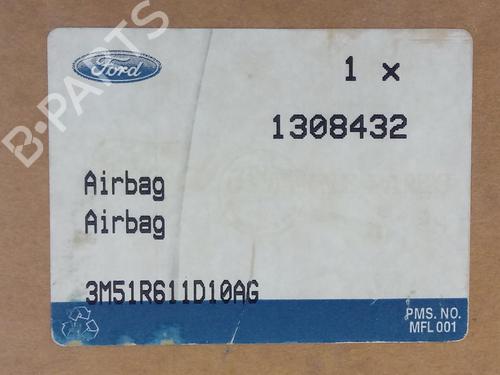 Ford
1 x
1308432
Airbag
Airbag
3M51R611D10AG
PMS. NO.
MFL 001
B-PARTS